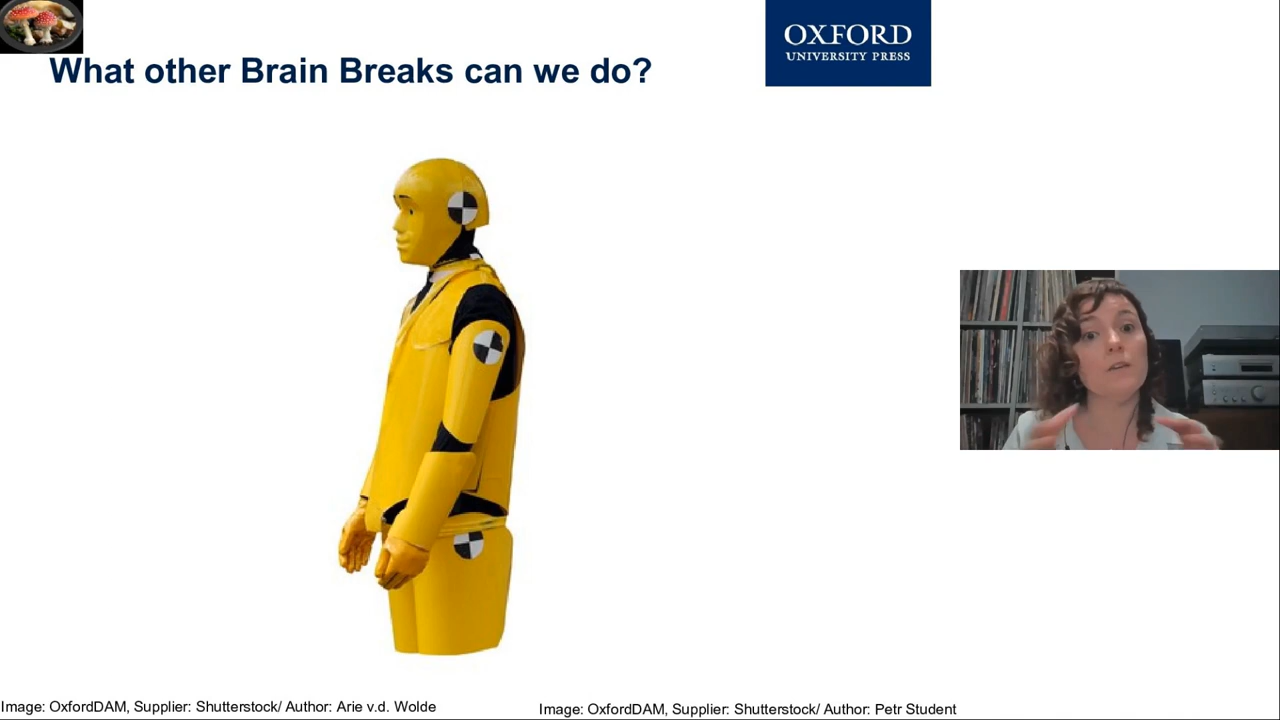 What other Brain Breaks can we do?
OXFORD
UNIVERSITY PRESS
Image: OxfordDAM, Supplier: Shutterstock/ Author: Arie v.d. Wolde
Image: OxfordDAM, Supplier: Shutterstock/ Author: Petr Student